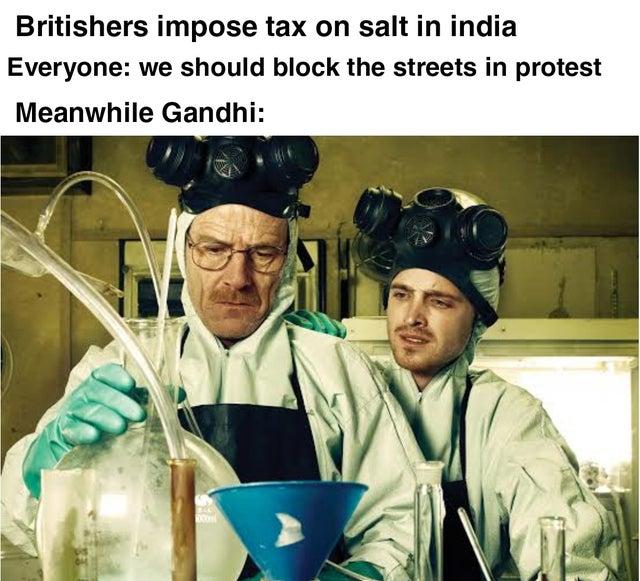 Britishers impose tax on salt in india
Everyone: we should block the streets in protest
Meanwhile Gandhi: